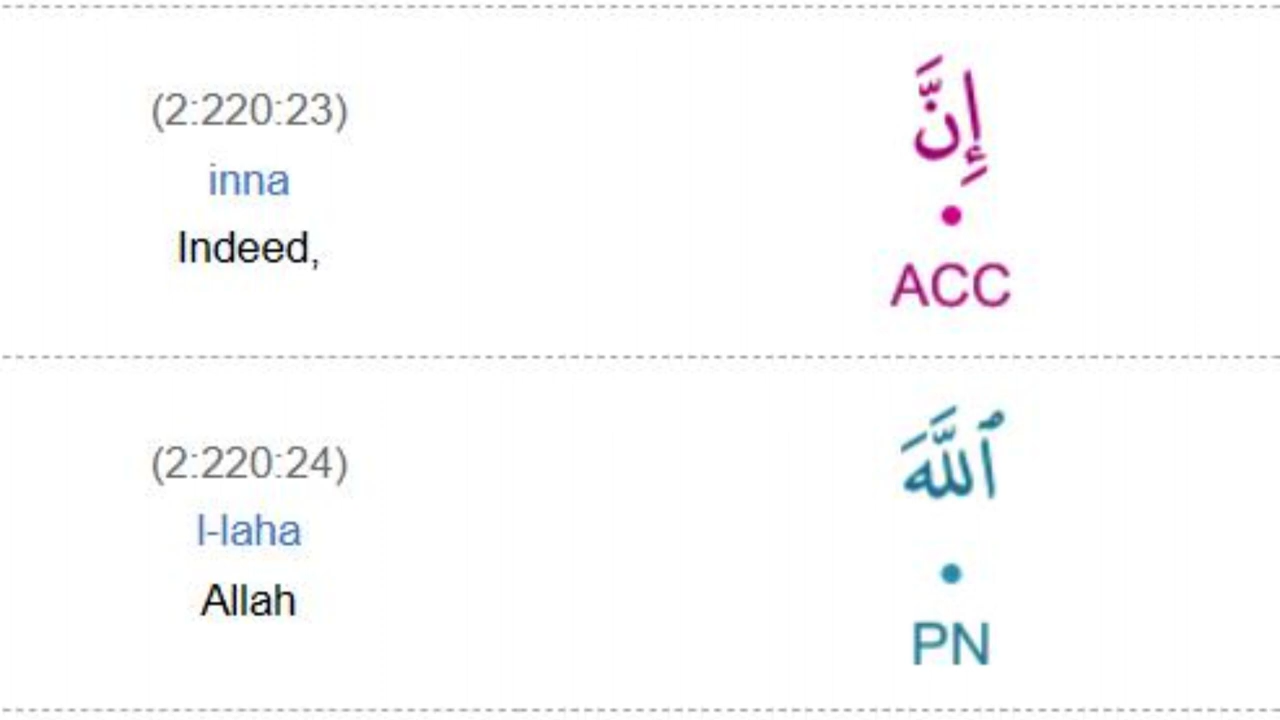 (2:220:23)
inna
Indeed,
إِنَّ
ACC
(2:220:24)
l-laha
Allah
ٱللَّهَ
PN